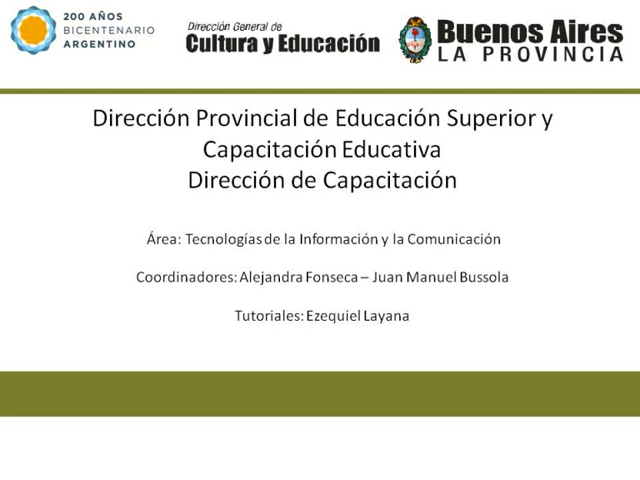 200 AÑOS
BICENTENARIO
ARGENTINO
Dirección General de
Cultura y Educación
Buenos Aires
LA PROVINCIA
Dirección Provincial de Educación Superior y
Capacitación Educativa
Dirección de Capacitación
Área: Tecnologías de la Información y la Comunicación
Coordinadores: Alejandra Fonseca – Juan Manuel Bussola
Tutoriales: Ezequiel Layana